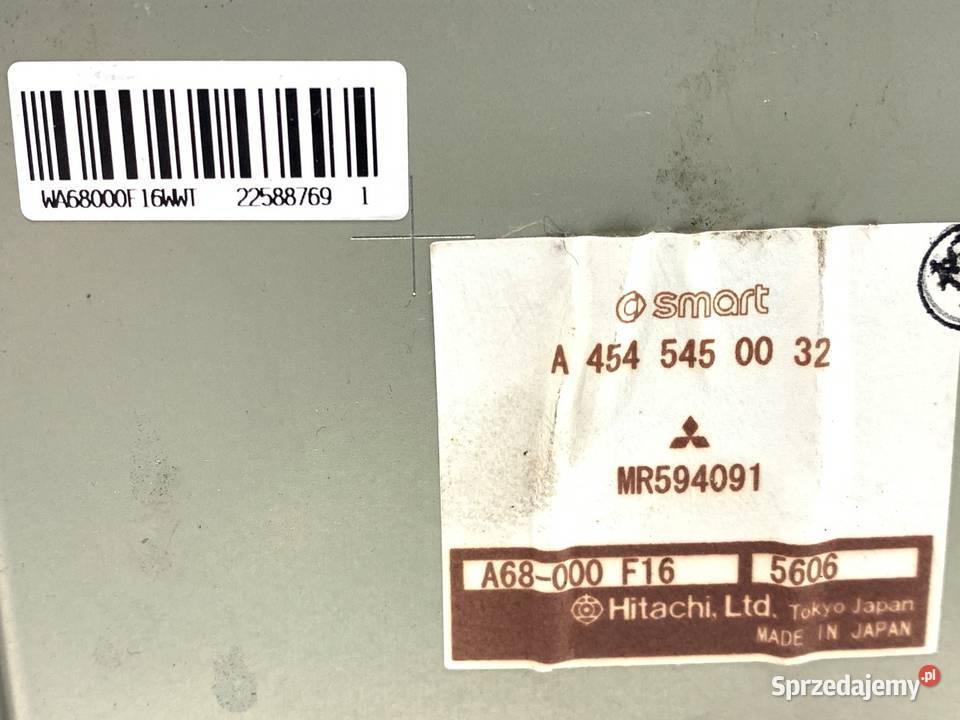 WA68000F16WWT 22588769 1
smart
A 454 545 00 32
MR594091
A68-000 F16 5606
Hitachi, Ltd. Tokyo Japan
MADE IN JAPAN
Sprzedajemy.pl